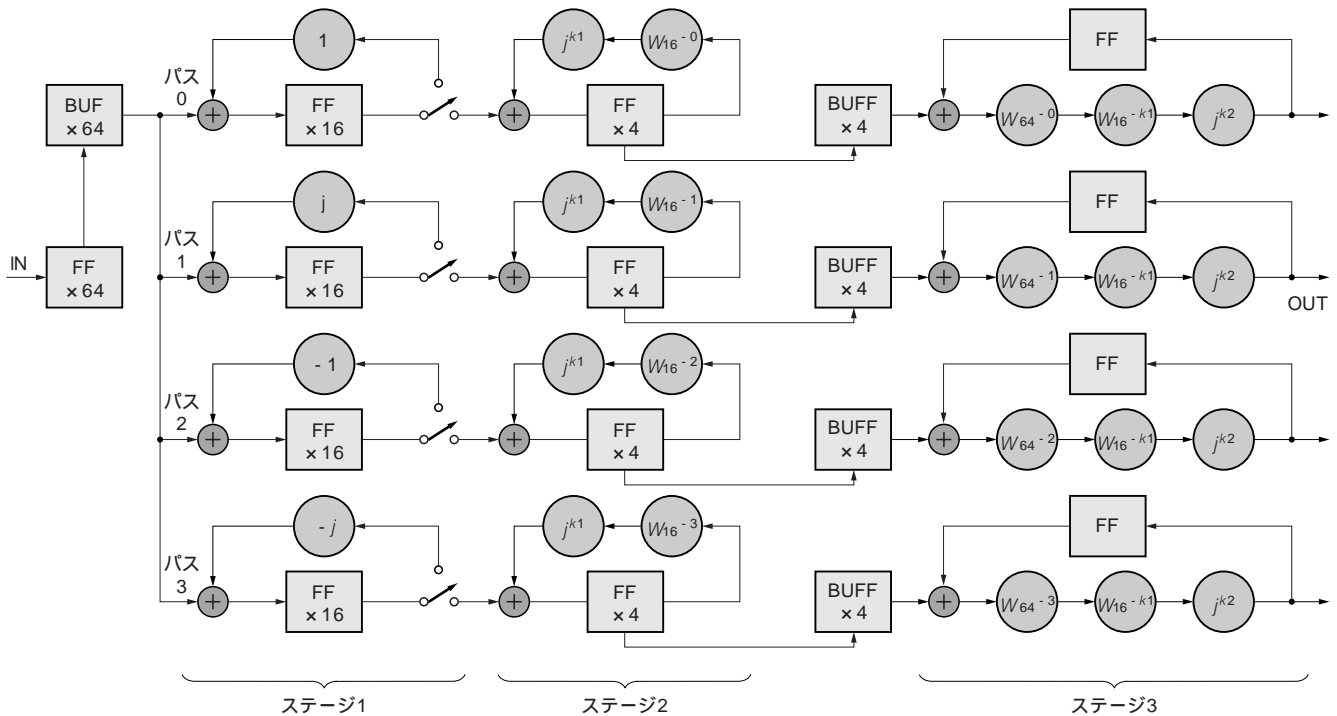 IN
FF
×64
BUF
×64
パス
0
1
FF
×16
j^k1
W16^-0
FF
×4
BUFF
×4
FF
W64^-0
W16^-k1
j^k2
パス
1
j
FF
×16
j^k1
W16^-1
FF
×4
BUFF
×4
FF
W64^-1
W16^-k1
j^k2
OUT
パス
2
-1
FF
×16
j^k1
W16^-2
FF
×4
BUFF
×4
FF
W64^-2
W16^-k1
j^k2
パス
3
-j
FF
×16
j^k1
W16^-3
FF
×4
BUFF
×4
FF
W64^-3
W16^-k1
j^k2
ステージ1
ステージ2
ステージ3